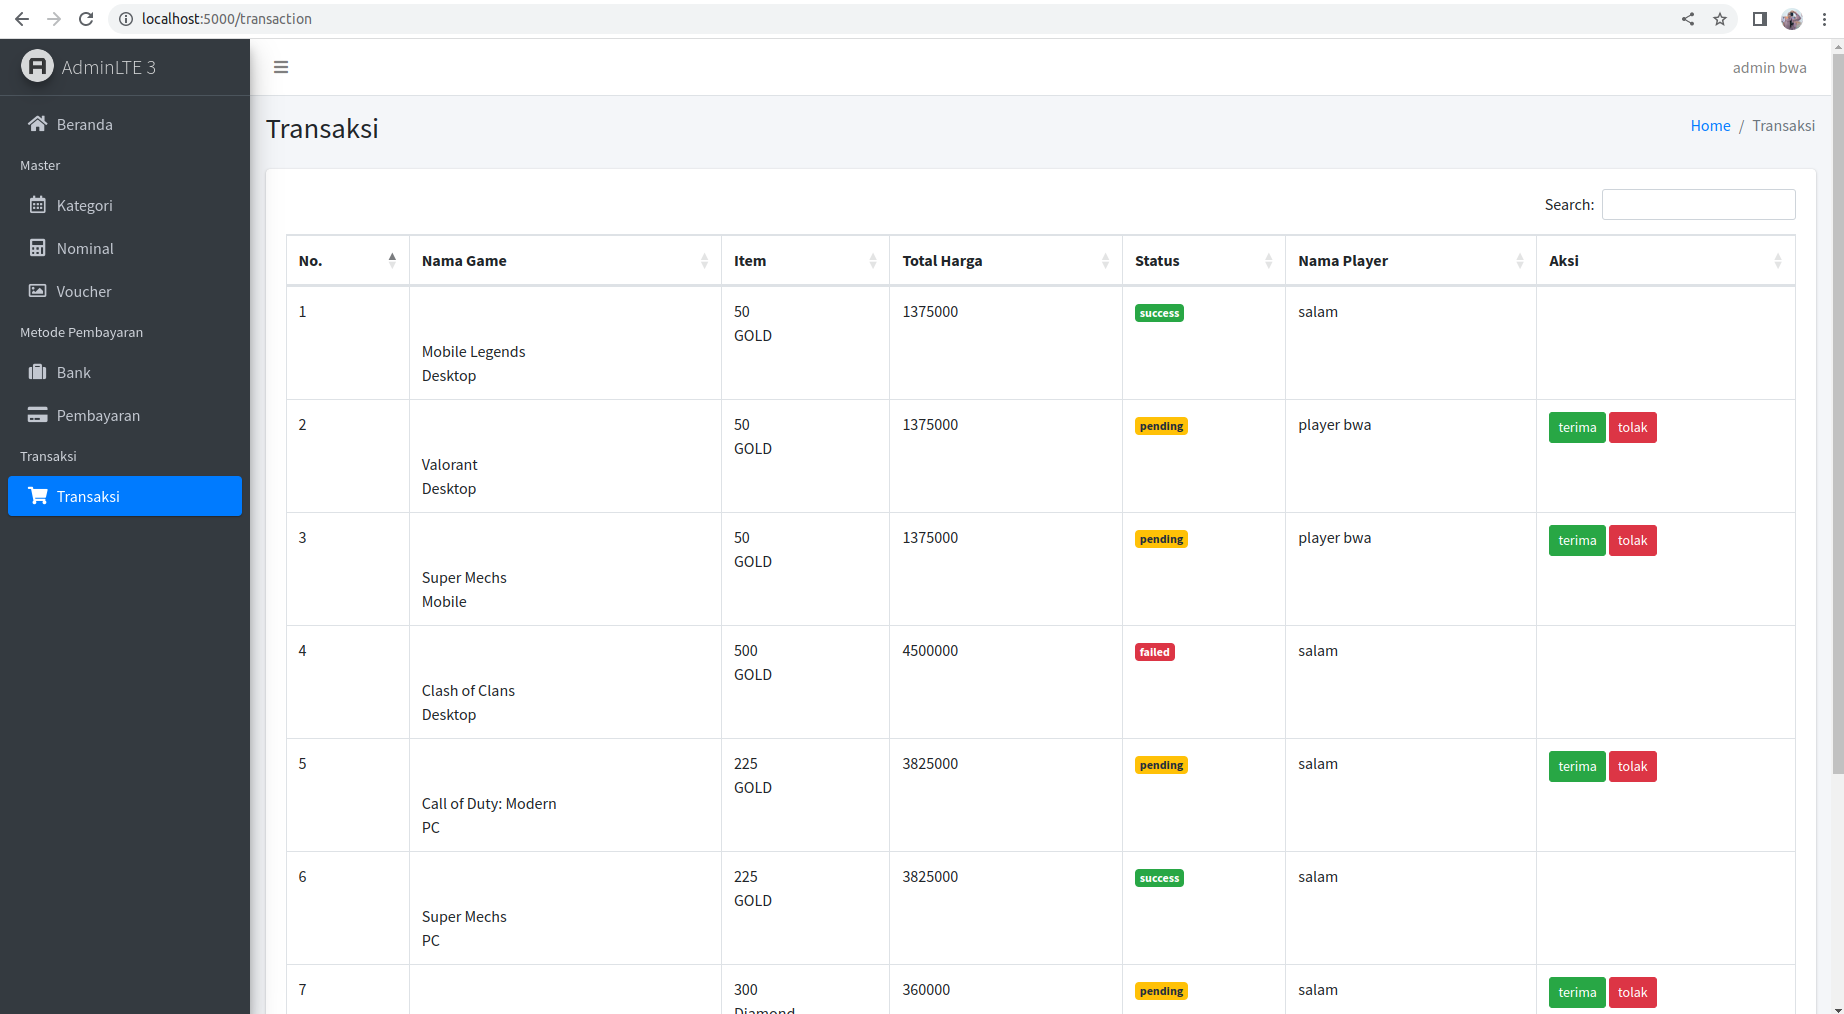 localhost:5000/transaction
AdminLTE 3
admin bwa
Beranda
Master
Kategori
Nominal
Voucher
Metode Pembayaran
Bank
Pembayaran
Transaksi
Transaksi
Transaksi
Home / Transaksi
Search:
No. Nama Game Item Total Harga Status Nama Player Aksi
1 50 1375000 success salam
GOLD
Mobile Legends
Desktop
2 50 1375000 pending player bwa terima tolak
GOLD
Valorant
Desktop
3 50 1375000 pending player bwa terima tolak
GOLD
Super Mechs
Mobile
4 500 4500000 failed salam
GOLD
Clash of Clans
Desktop
5 225 3825000 pending salam terima tolak
GOLD
Call of Duty: Modern
PC
6 225 3825000 success salam
GOLD
Super Mechs
PC
7 300 360000 pending salam terima tolak
Diamond